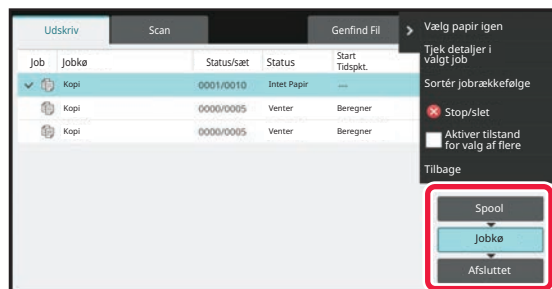 Udskriv
Scan
Genfind Fil
Job
Jobkø
Status/sæt
Status
Start
Tidspkt.
Kopi
0001/0010
Intet Papir
---
Kopi
0000/0005
Venter
Beregner
Kopi
0000/0005
Venter
Beregner
Vælg papir igen
Tjek detaljer i
valgt job
Sortér jobrækkefølge
Stop/slet
Aktiver tilstand
for valg af flere
Tilbage
Spool
Jobkø
Afsluttet